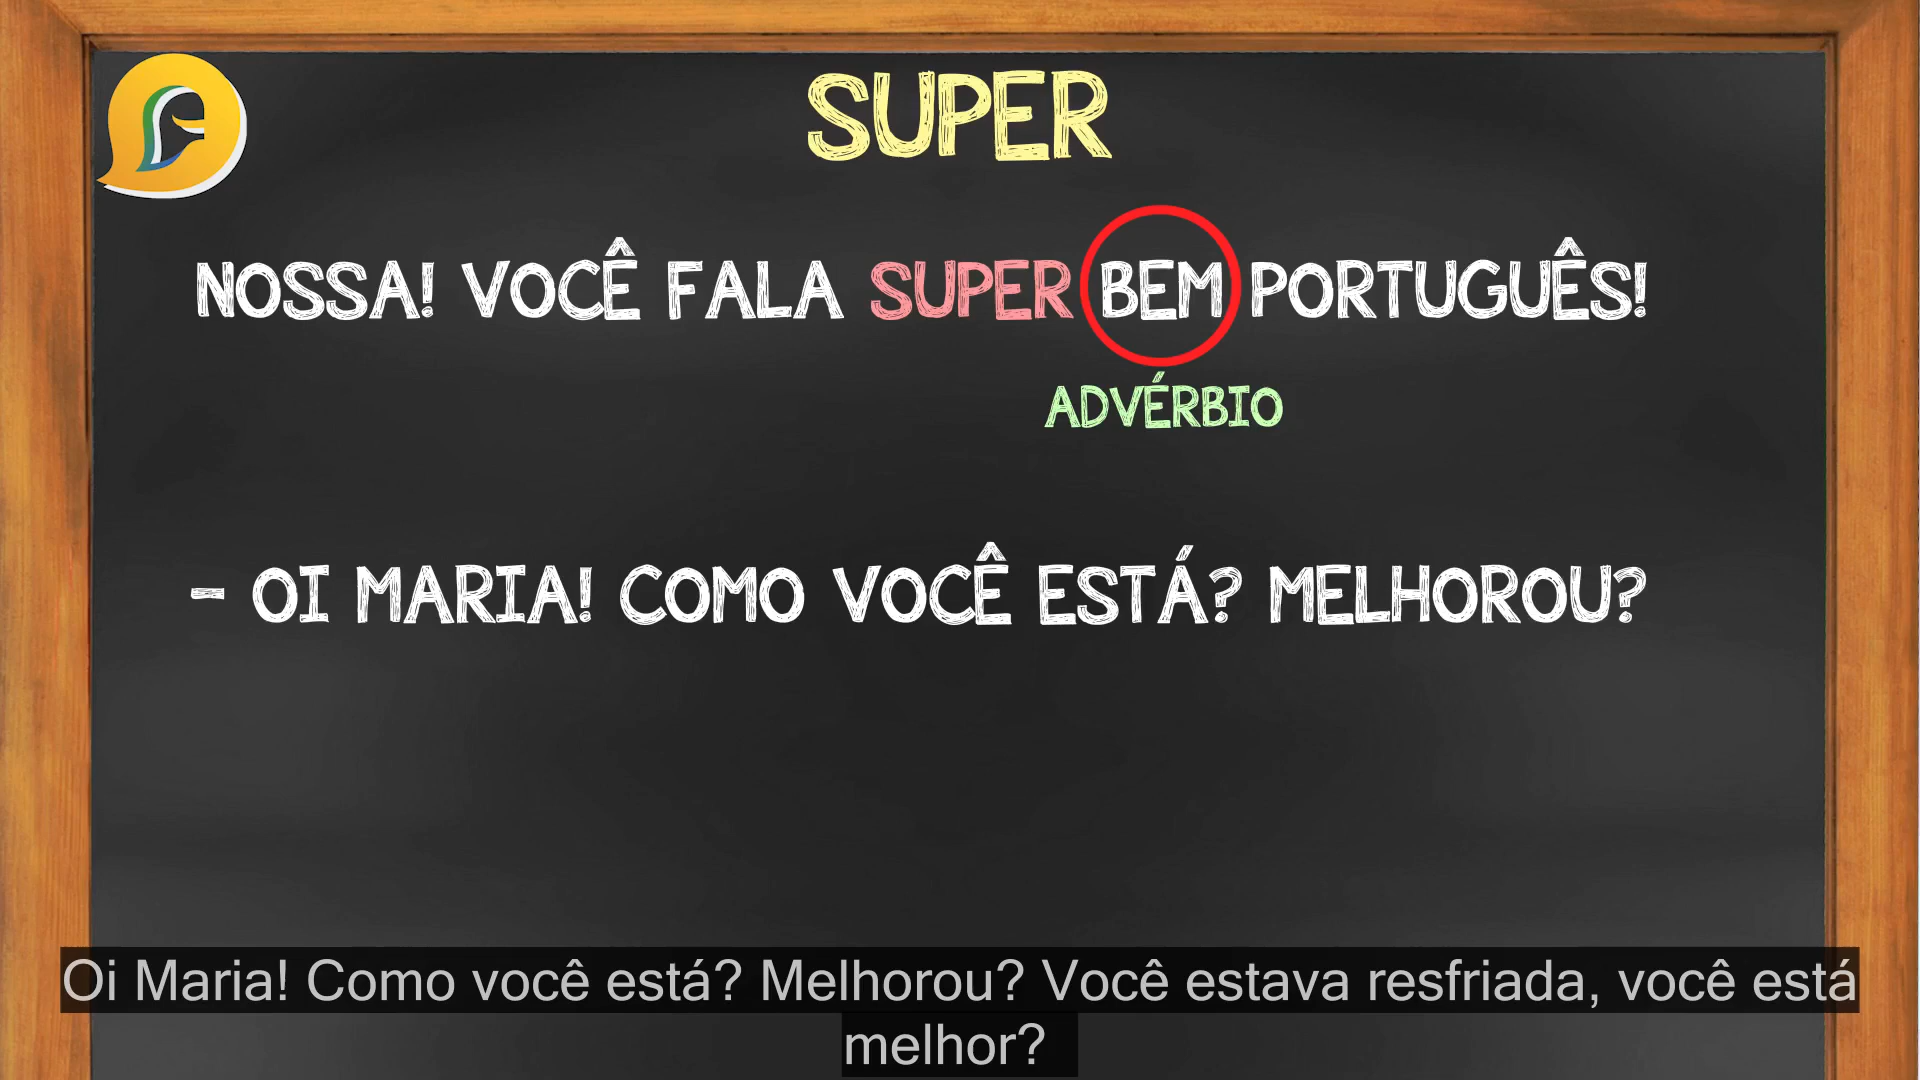 SUPER
NOSSA! VOCÊ FALA SUPER BEM PORTUGUÊS!
ADVÉRBIO
- OI MARIA! COMO VOCÊ ESTÁ? MELHOROU?
Oi Maria! Como você está? Melhorou? Você estava resfriada, você está
melhor?